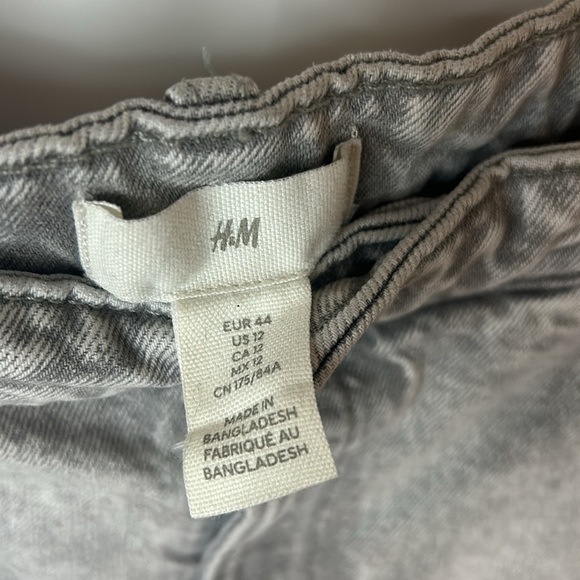 H&M
EUR 44
US 12
CA 12
MX 12
CN 175/84A
MADE IN
BANGLADESH
FABRIQUÉ AU
BANGLADESH